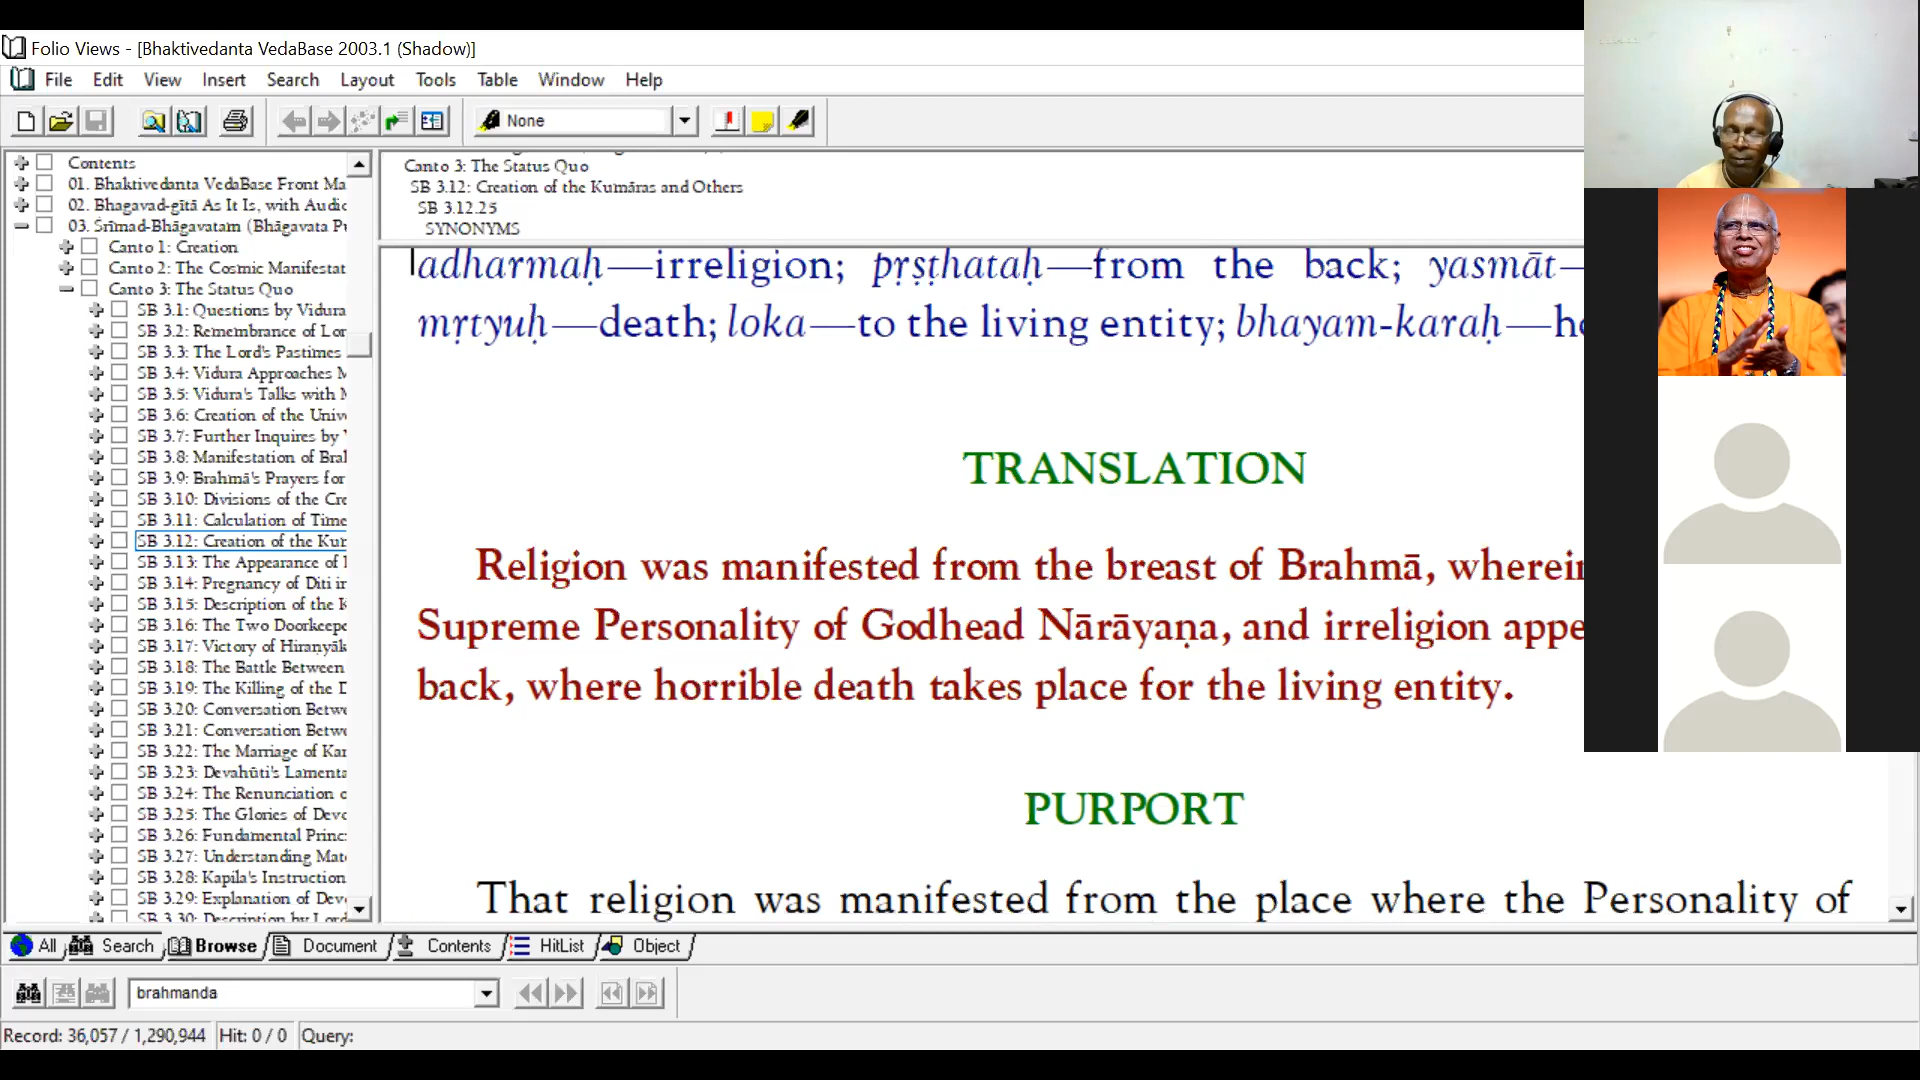 Folio Views - [Bhaktivedanta VedaBase 2003.1 (Shadow)]
File Edit View Insert Search Layout Tools Table Window Help
None
Contents
01. Bhaktivedanta VedaBase Front Ma
02. Bhagavad-gītā As It Is, with Audio
03. Śrīmad-Bhāgavatam (Bhāgavata Pu
Canto 1: Creation
Canto 2: The Cosmic Manifestat
Canto 3: The Status Quo
SB 3.1: Questions by Vidura
SB 3.2: Remembrance of Lor
SB 3.3: The Lord's Pastimes
SB 3.4: Vidura Approaches M
SB 3.5: Vidura's Talks with M
SB 3.6: Creation of the Univ
SB 3.7: Further Inquires by V
SB 3.8: Manifestation of Bral
SB 3.9: Brahmā's Prayers for
SB 3.10: Divisions of the Cre
SB 3.11: Calculation of Time
SB 3.12: Creation of the Kur
SB 3.13: The Appearance of
SB 3.14: Pregnancy of Diti in
SB 3.15: Description of the K
SB 3.16: The Two Doorkeepe
SB 3.17: Victory of Hiraṇyāk
SB 3.18: The Battle Between
SB 3.19: The Killing of the D
SB 3.20: Conversation Betwe
SB 3.21: Conversation Betwe
SB 3.22: The Marriage of Kar
SB 3.23: Devahūti's Lamenta
SB 3.24: The Renunciation o
SB 3.25: The Glories of Devo
SB 3.26: Fundamental Princ
SB 3.27: Understanding Mat
SB 3.28: Kapila's Instruction
SB 3.29: Explanation of Dev
SB 3.30: Description by Lord
Canto 3: The Status Quo
SB 3.12: Creation of the Kumāras and Others
SB 3.12.25
SYNONYMS
adharmaḥ—irreligion; pṛṣṭhataḥ—from the back; yasmāt—
mṛtyuḥ—death; loka—to the living entity; bhayam-karaḥ—ho
TRANSLATION
Religion was manifested from the breast of Brahmā, wherein
Supreme Personality of Godhead Nārāyaṇa, and irreligion appe
back, where horrible death takes place for the living entity.
PURPORT
That religion was manifested from the place where the Personality of
All Search Browse Document Contents HitList Object
brahmanda
Record: 36,057 / 1,290,944 Hit: 0 / 0 Query: